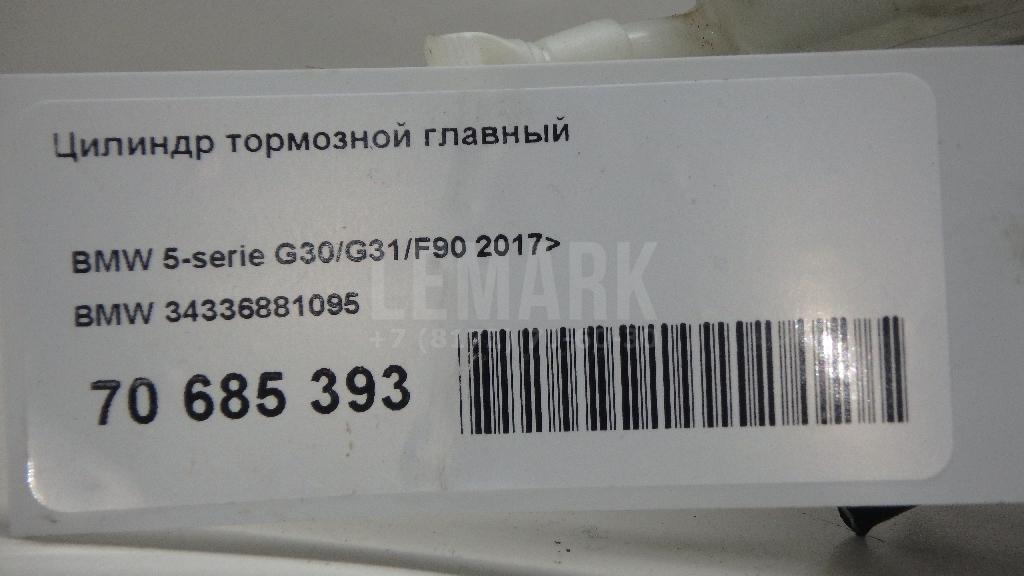 Цилиндр тормозной главный
BMW 5-serie G30/G31/F90 2017>
LEMARK
BMW 34336881095
70 685 393